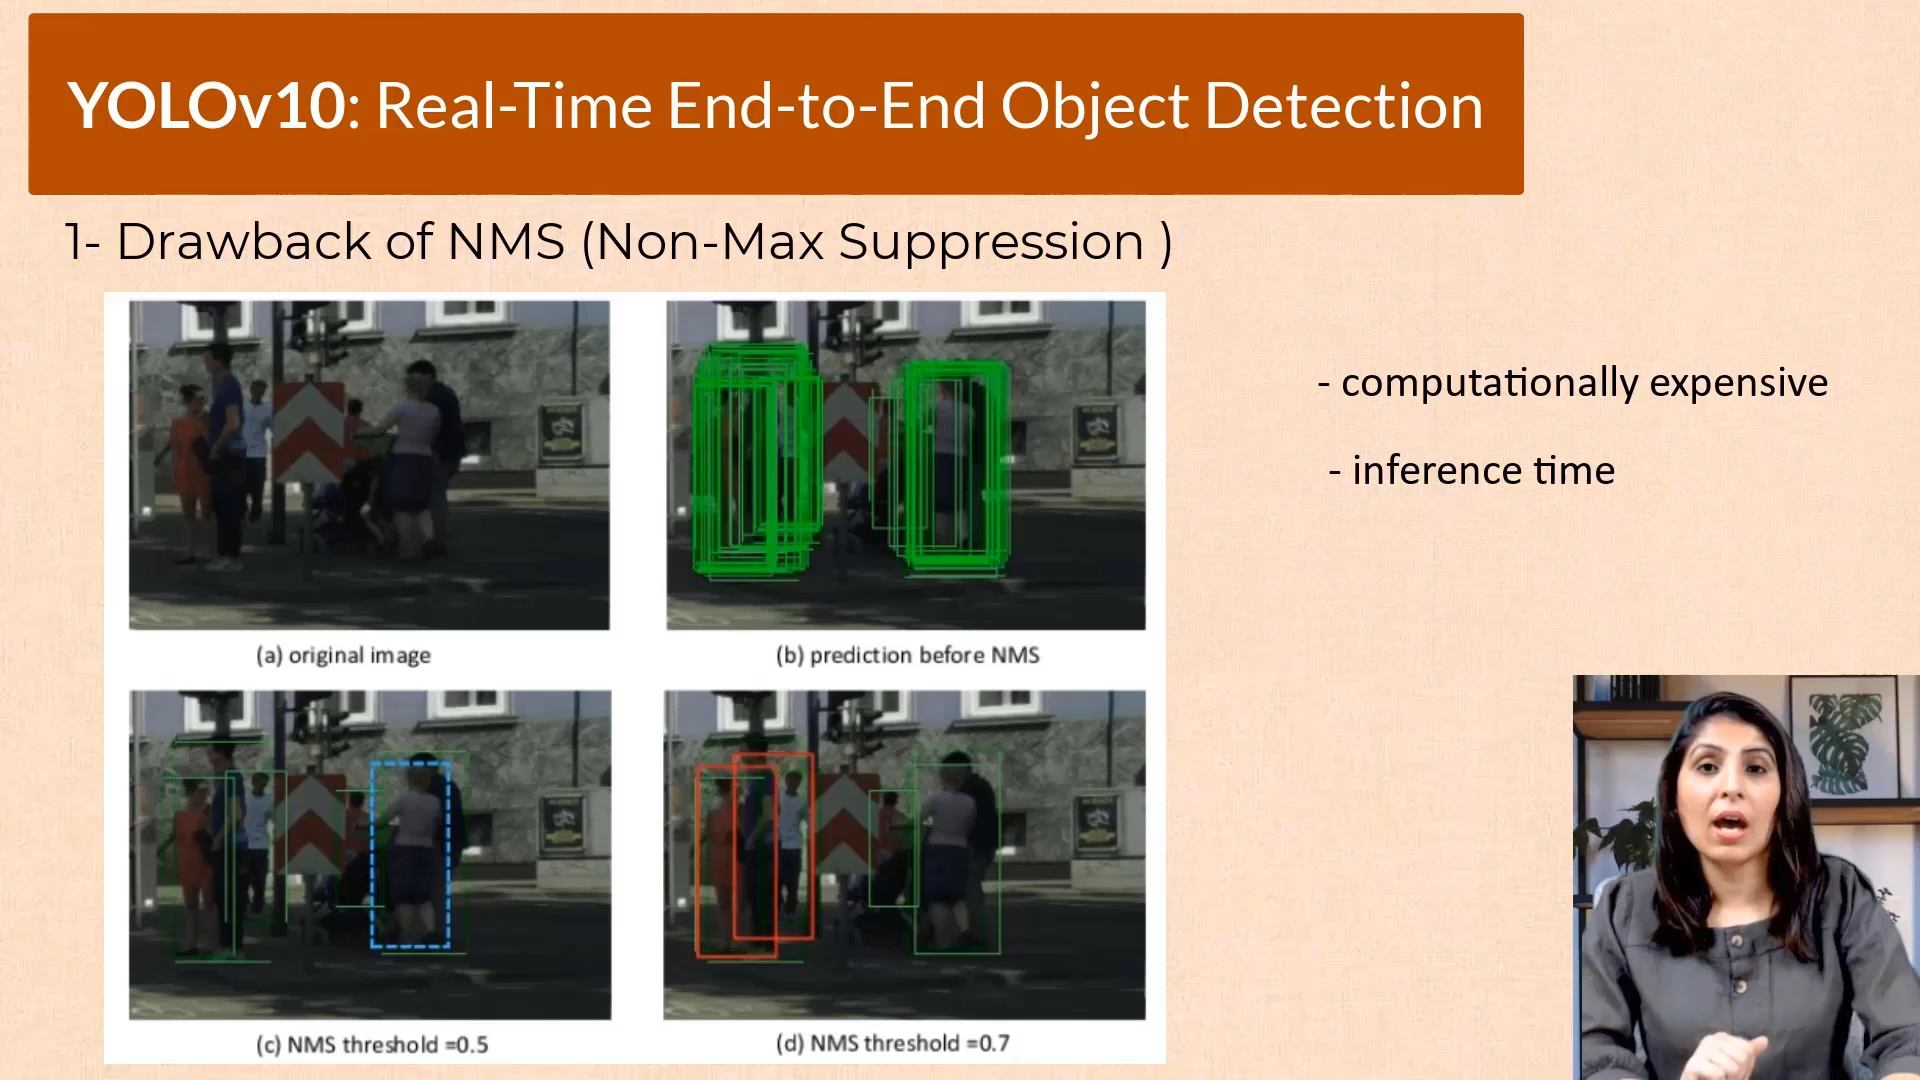 YOLOv10: Real-Time End-to-End Object Detection
1- Drawback of NMS (Non-Max Suppression )
- computationally expensive
- inference time
(a) original image
(b) prediction before NMS
(c) NMS threshold =0.5
(d) NMS threshold =0.7